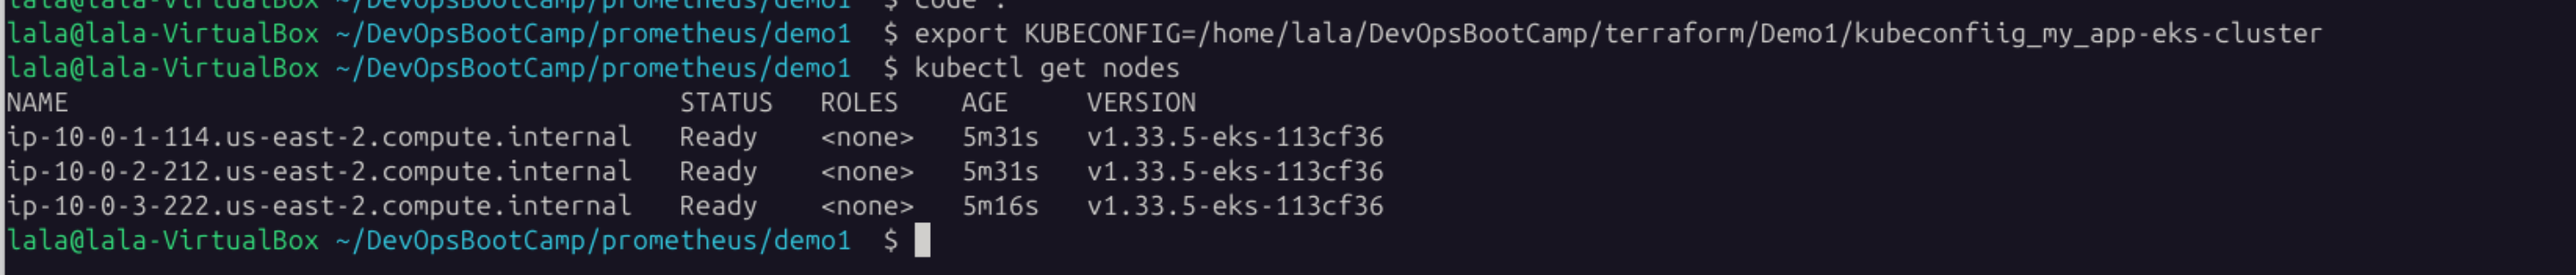 lala@lala-VirtualBox ~/DevOpsBootCamp/prometheus/demo1 $ code .
lala@lala-VirtualBox ~/DevOpsBootCamp/prometheus/demo1 $ export KUBECONFIG=/home/lala/DevOpsBootCamp/terraform/Demo1/kubeconfiig_my_app-eks-cluster
lala@lala-VirtualBox ~/DevOpsBootCamp/prometheus/demo1 $ kubectl get nodes
NAME STATUS ROLES AGE VERSION
ip-10-0-1-114.us-east-2.compute.internal Ready <none> 5m31s v1.33.5-eks-113cf36
ip-10-0-2-212.us-east-2.compute.internal Ready <none> 5m31s v1.33.5-eks-113cf36
ip-10-0-3-222.us-east-2.compute.internal Ready <none> 5m16s v1.33.5-eks-113cf36
lala@lala-VirtualBox ~/DevOpsBootCamp/prometheus/demo1 $